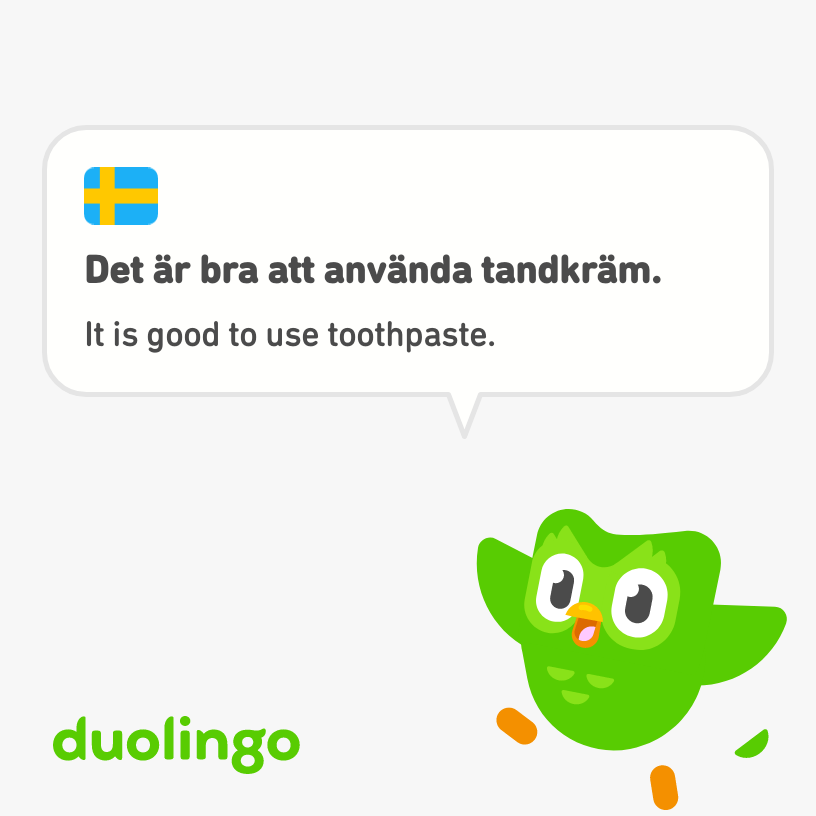 Det är bra att använda tandkräm.
It is good to use toothpaste.
duolingo